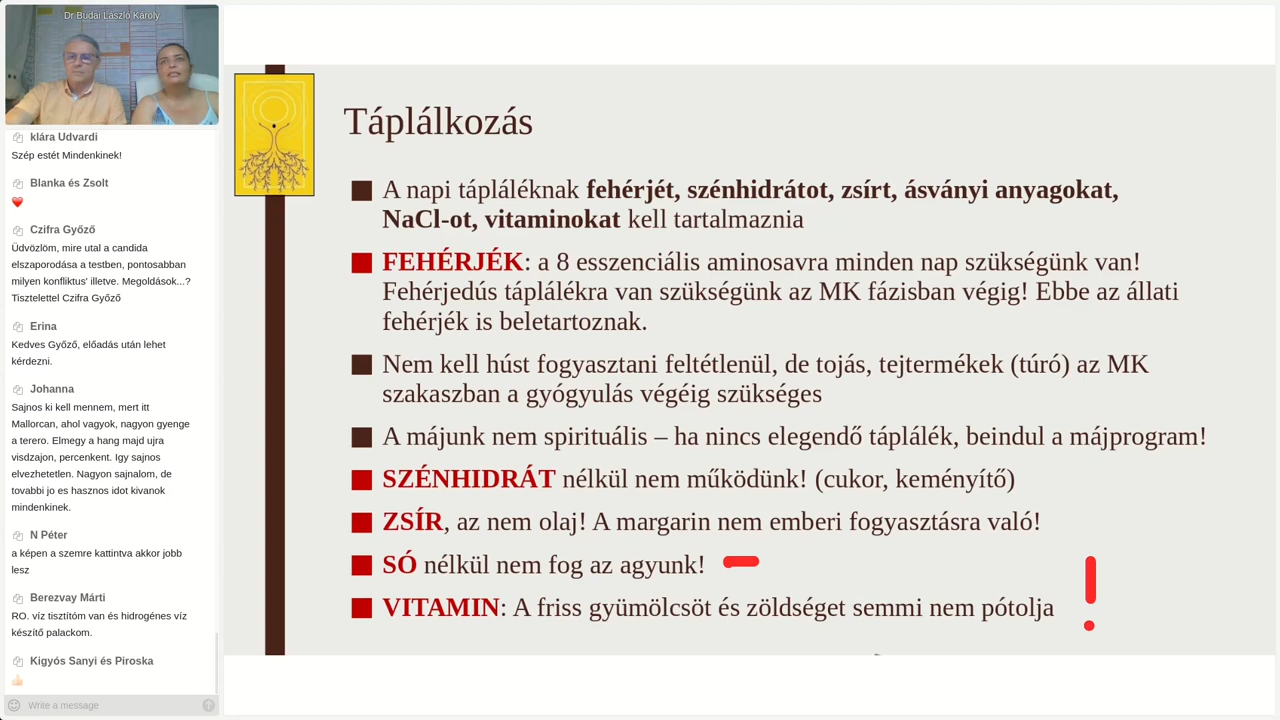 Dr Budai László Károly
klára Udvardi
Szép estét Mindenkinek!
Blanka és Zsolt
Czifra Győző
Üdvözlöm, mire utal a candida
elszaporodása a testben, pontosabban
milyen konfliktus' illetve. Megoldások...?
Tisztelettel Czifra Győző
Erina
Kedves Győző, előadás után lehet
kérdezni.
Johanna
Sajnos ki kell mennem, mert itt
Mallorcan, ahol vagyok, nagyon gyenge
a terero. Elmegy a hang majd ujra
visdzajon, percenkent. Igy sajnos
elvezhetetlen. Nagyon sajnalom, de
tovabbi jo es hasznos idot kivanok
mindenkinek.
N Péter
a képen a szemre kattintva akkor jobb
lesz
Berezvay Márti
RO. víz tisztítóm van és hidrogénes víz
készítő palackom.
Kigyós Sanyi és Piroska
Write a message
Táplálkozás
A napi tápláléknak fehérjét, szénhidrátot, zsírt, ásványi anyagokat,
NaCl-ot, vitaminokat kell tartalmaznia
FEHÉRJÉK: a 8 esszenciális aminosavra minden nap szükségünk van!
Fehérjedús táplálékra van szükségünk az MK fázisban végig! Ebbe az állati
fehérjék is beletartoznak.
Nem kell húst fogyasztani feltétlenül, de tojás, tejtermékek (túró) az MK
szakaszban a gyógyulás végéig szükséges
A májunk nem spirituális – ha nincs elegendő táplálék, beindul a májprogram!
SZÉNHIDRÁT nélkül nem működünk! (cukor, keményítő)
ZSÍR, az nem olaj! A margarin nem emberi fogyasztásra való!
SÓ nélkül nem fog az agyunk!
VITAMIN: A friss gyümölcsöt és zöldséget semmi nem pótolja